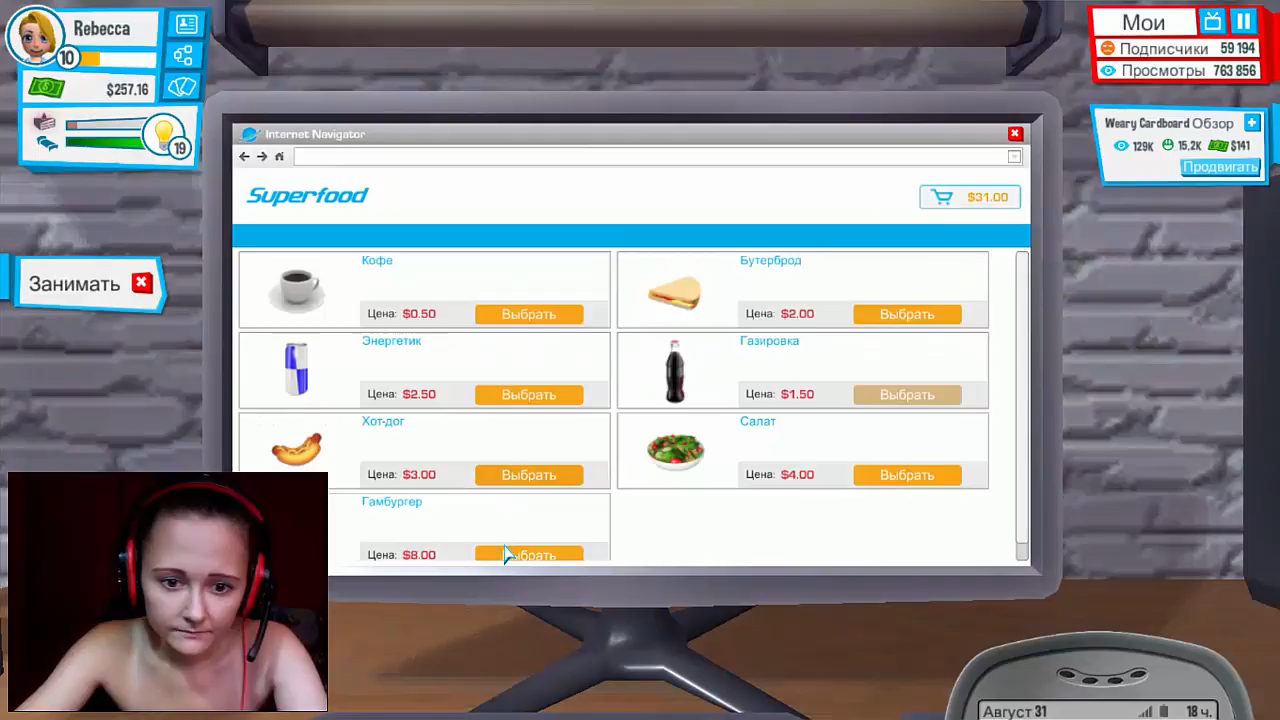 Rebecca
10
$257.16
19
Мои
Подписчики 59 194
Просмотры 763 856
Weary Cardboard Обзор
129K 15,2K $141
Продвигать
Занимать
Internet Navigator
Superfood
$31.00
Кофе
Цена: $0.50 Выбрать
Бутерброд
Цена: $2.00 Выбрать
Энергетик
Цена: $2.50 Выбрать
Газировка
Цена: $1.50 Выбрать
Хот-дог
Цена: $3.00 Выбрать
Салат
Цена: $4.00 Выбрать
Гамбургер
Цена: $8.00 Выбрать
Август 31 18 ч.